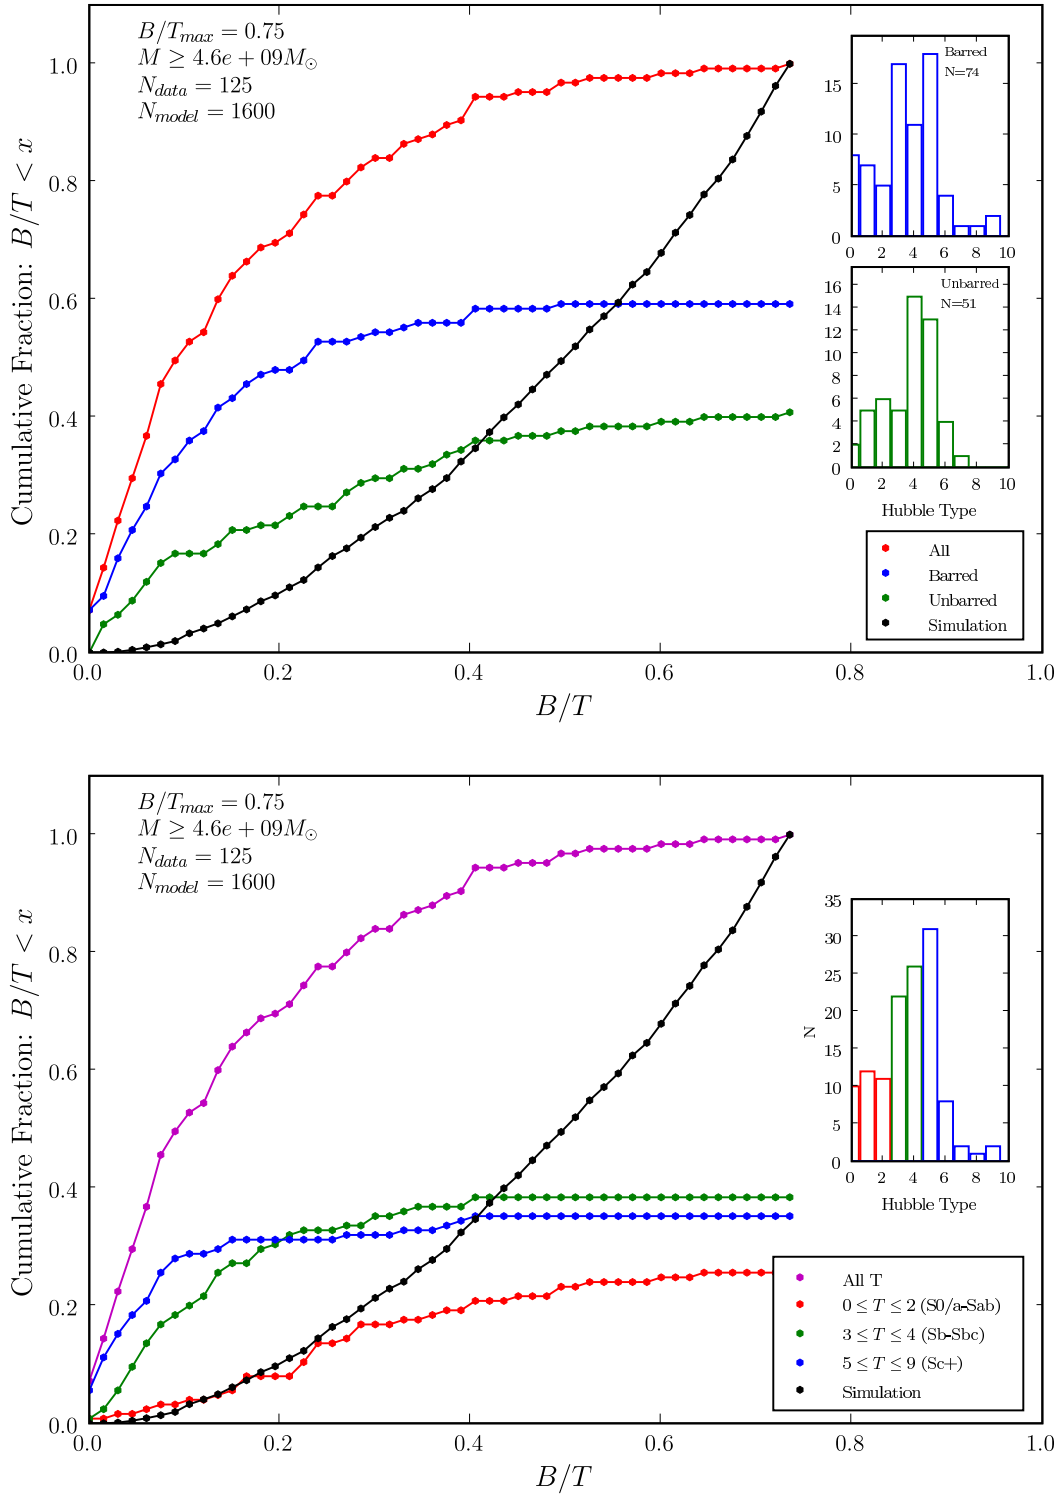 B/T_max = 0.75
M ≥ 4.6e + 09M_⊙
N_data = 125
N_model = 1600
Cumulative Fraction: B/T < x
1.0
0.8
0.6
0.4
0.2
0.0
0.0 0.2 0.4 0.6 0.8 1.0
B/T
Barred
N=74
15
10
5
0
0 2 4 6 8 10
Unbarred
N=51
16
14
12
10
8
6
4
2
0
0 2 4 6 8 10
Hubble Type
All
Barred
Unbarred
Simulation
B/T_max = 0.75
M ≥ 4.6e + 09M_⊙
N_data = 125
N_model = 1600
Cumulative Fraction: B/T < x
1.0
0.8
0.6
0.4
0.2
0.0
0.0 0.2 0.4 0.6 0.8 1.0
B/T
N
35
30
25
20
15
10
5
0
0 2 4 6 8 10
Hubble Type
All T
0 ≤ T ≤ 2 (S0/a-Sab)
3 ≤ T ≤ 4 (Sb-Sbc)
5 ≤ T ≤ 9 (Sc+)
Simulation